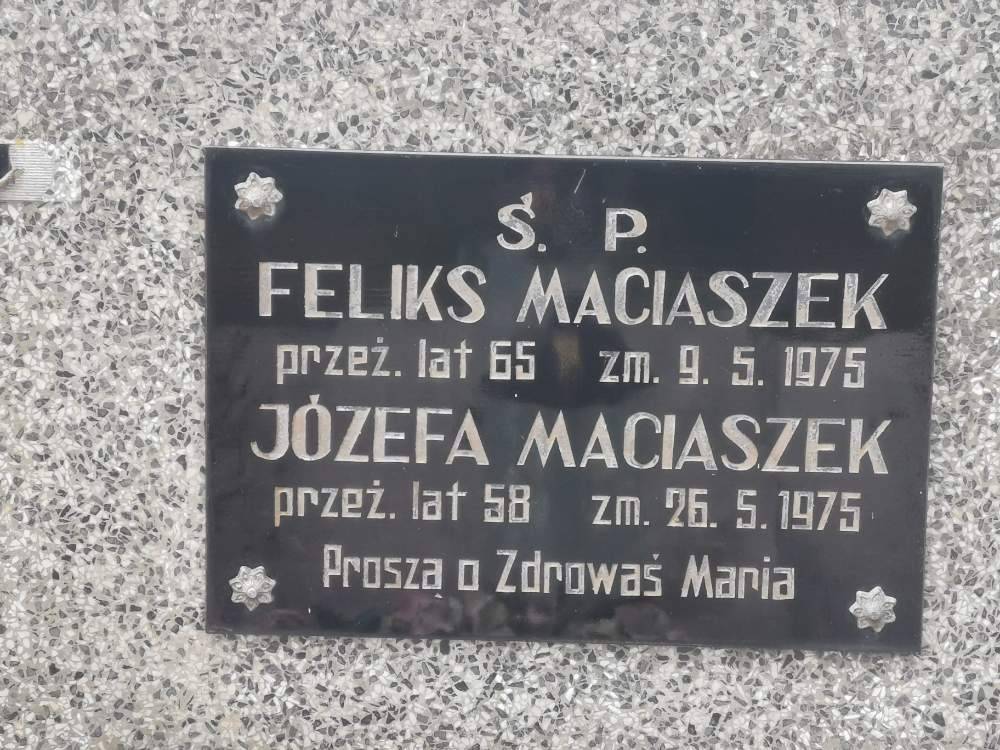 Ś. P.
FELIKS MACIASZEK
przeż. lat 65 zm. 9. 5. 1975
JÓZEFA MACIASZEK
przeż. lat 58 zm. 26. 5. 1975
Proszą o Zdrowaś Maria